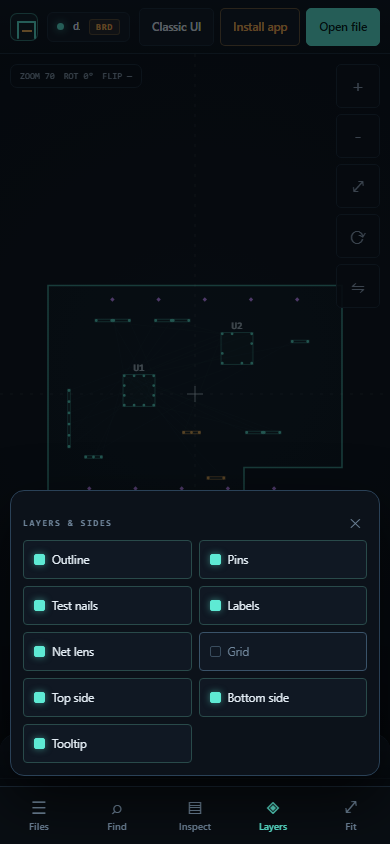 d. BRD Classic UI Install app Open file
ZOOM 70 ROT 0° FLIP —
U2
U1
LAYERS & SIDES
Outline Pins
Test nails Labels
Net lens Grid
Top side Bottom side
Tooltip
Files Find Inspect Layers Fit